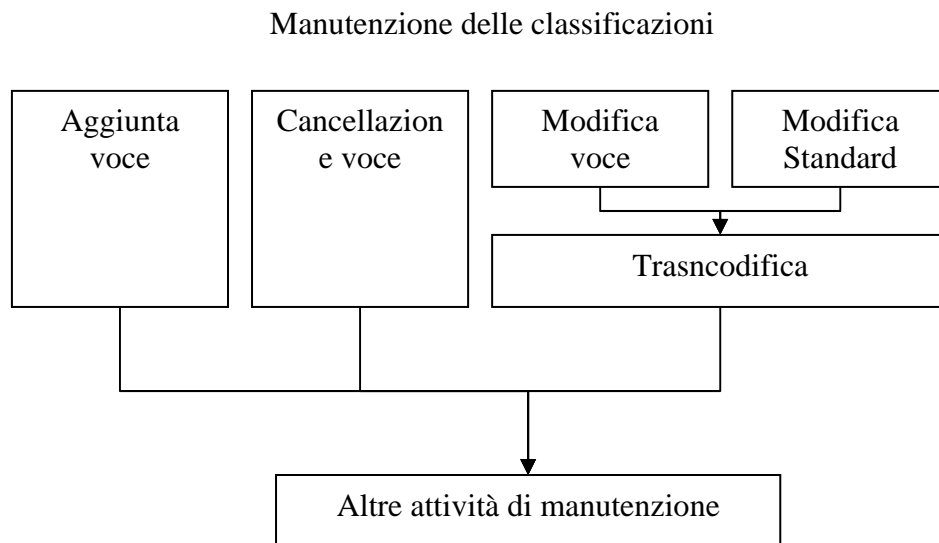 Manutenzione delle classificazioni
Aggiunta
voce
Cancellazion
e voce
Modifica
voce
Modifica
Standard
Trasncodifica
Altre attività di manutenzione